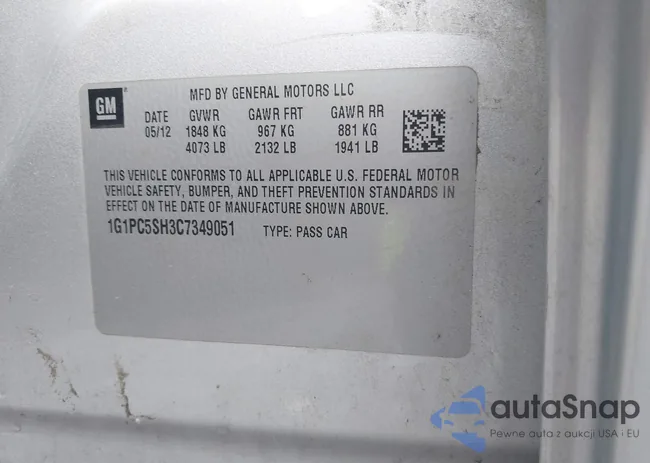 GM
MFD BY GENERAL MOTORS LLC
DATE GVWR GAWR FRT GAWR RR
05/12 1848 KG 967 KG 881 KG
4073 LB 2132 LB 1941 LB
THIS VEHICLE CONFORMS TO ALL APPLICABLE U.S. FEDERAL MOTOR
VEHICLE SAFETY, BUMPER, AND THEFT PREVENTION STANDARDS IN
EFFECT ON THE DATE OF MANUFACTURE SHOWN ABOVE.
1G1PC5SH3C7349051 TYPE: PASS CAR
autaSnap
Pewne auta z aukcji USA · EU